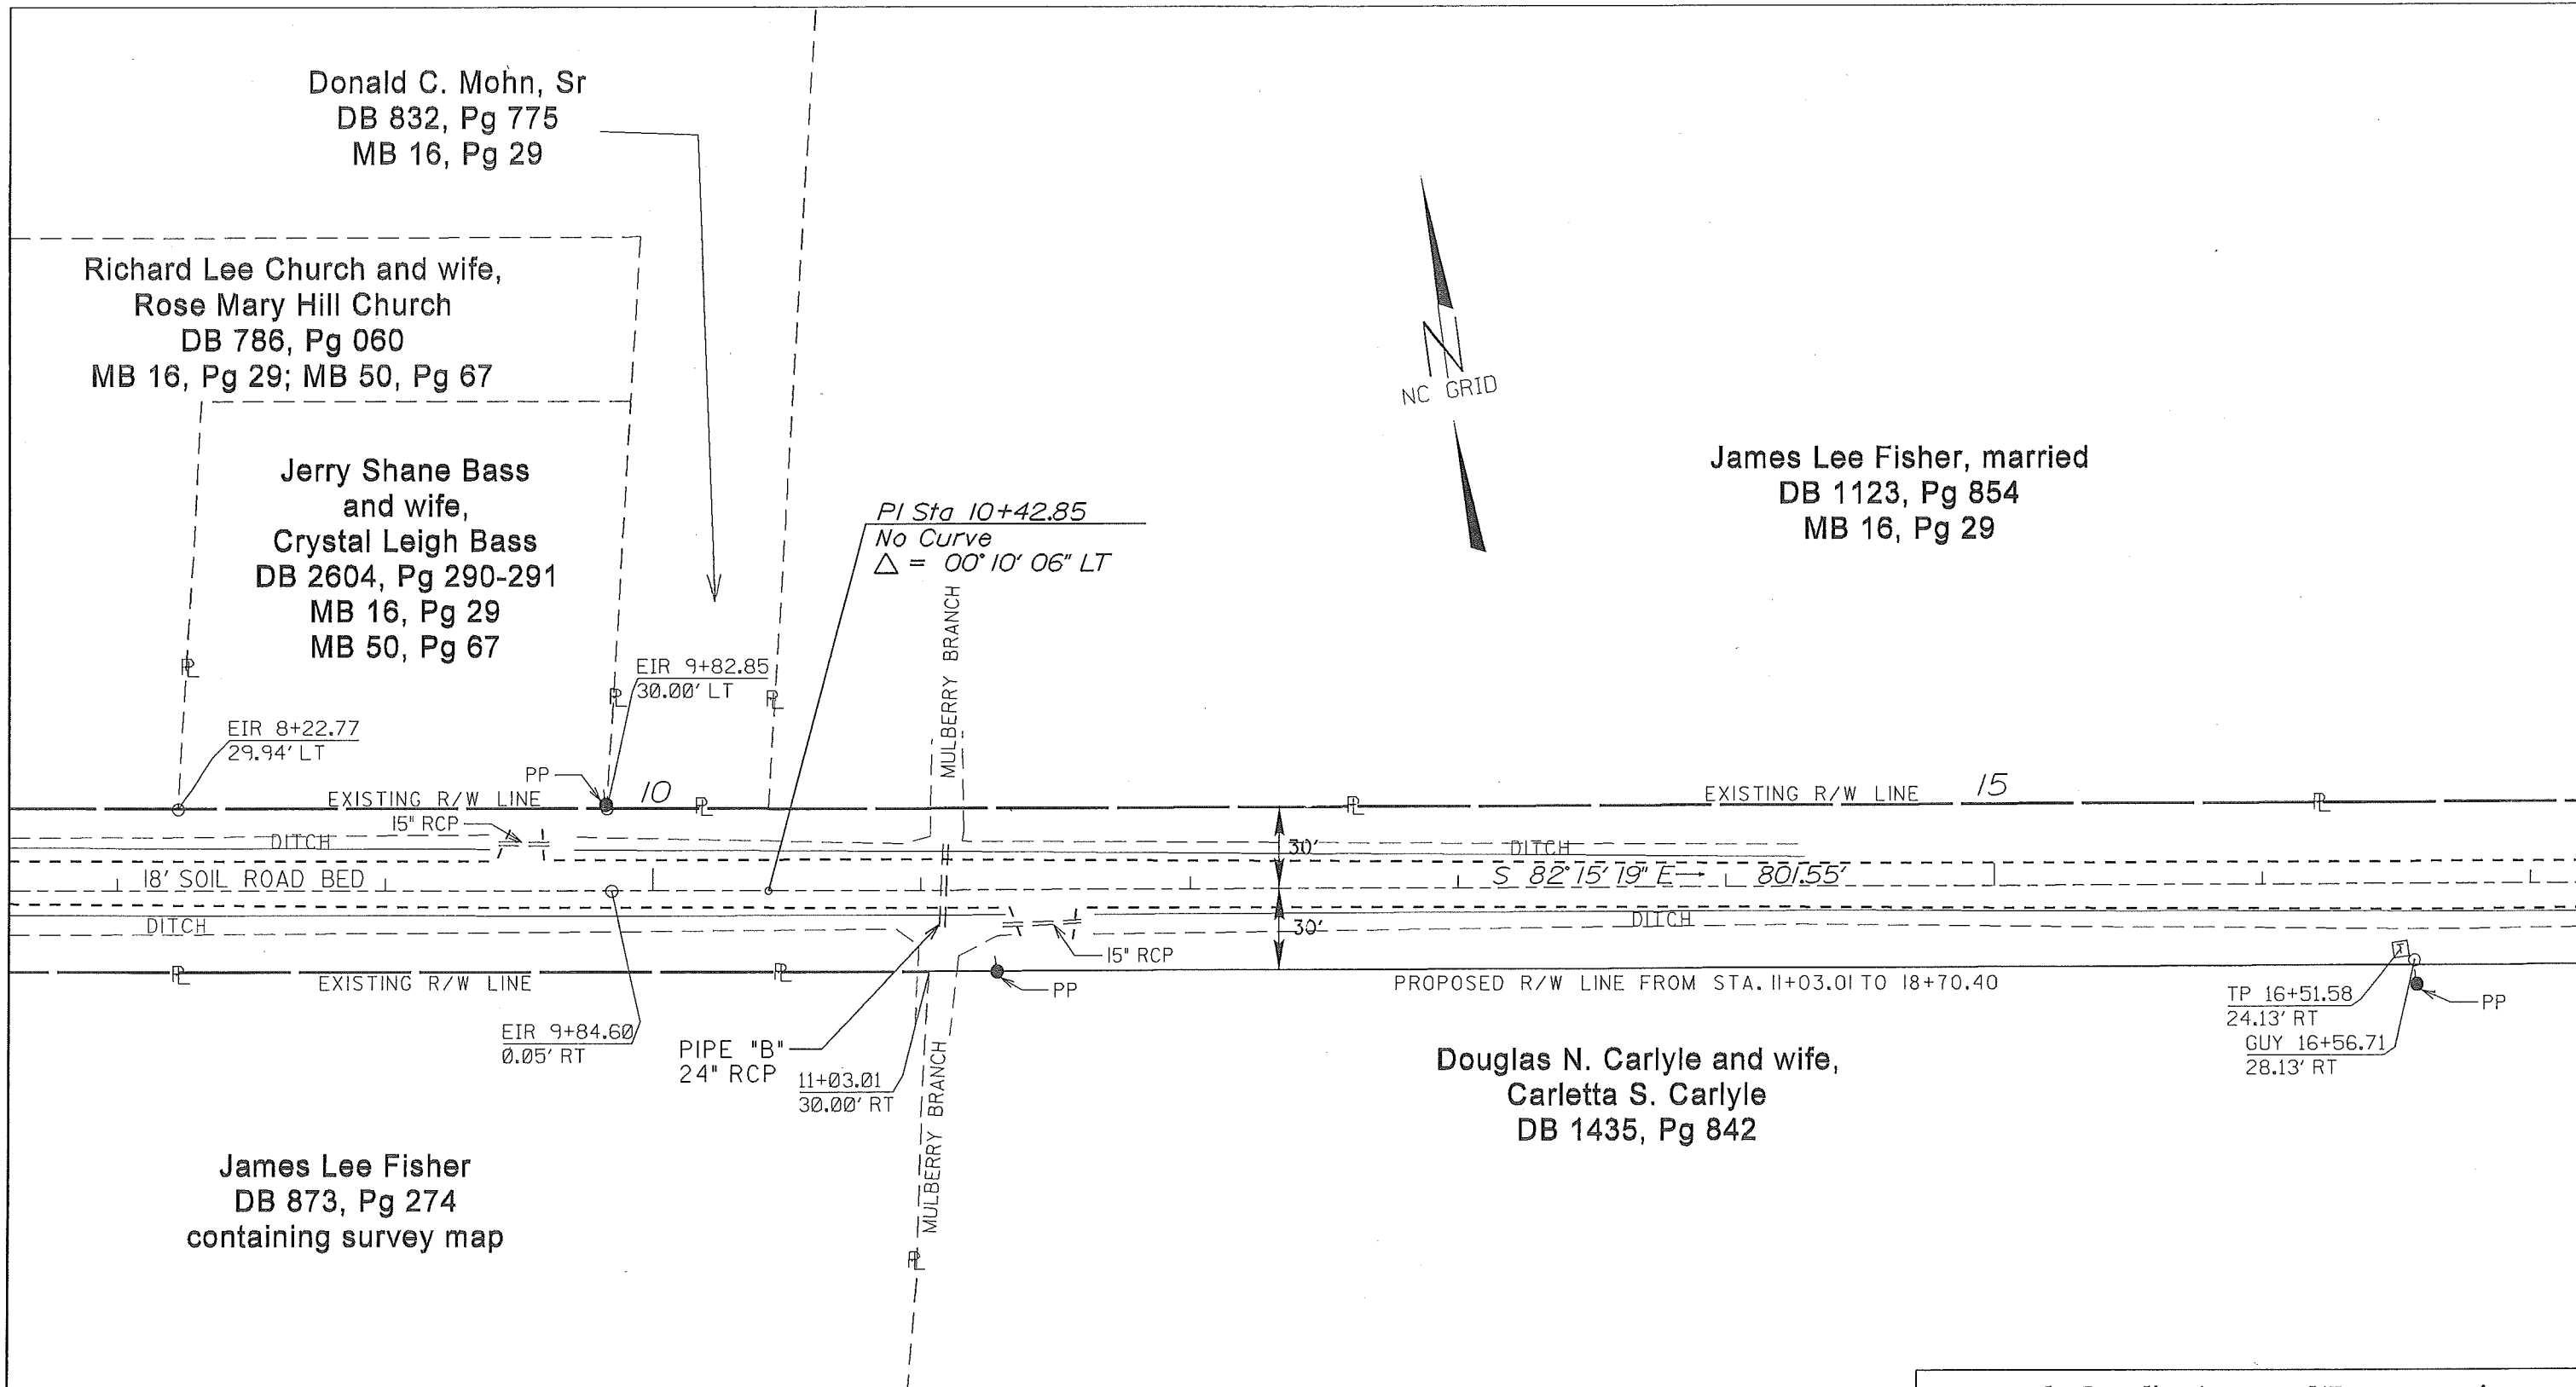 Donald C. Mohn, Sr
DB 832, Pg 775
MB 16, Pg 29
Richard Lee Church and wife,
Rose Mary Hill Church
DB 786, Pg 060
MB 16, Pg 29; MB 50, Pg 67
Jerry Shane Bass
and wife,
Crystal Leigh Bass
DB 2604, Pg 290-291
MB 16, Pg 29
MB 50, Pg 67
PI Sta 10+42.85
No Curve
△ = 00° 10' 06" LT
N
NC GRID
James Lee Fisher, married
DB 1123, Pg 854
MB 16, Pg 29
MULBERRY BRANCH
PL
EIR 8+22.77
29.94' LT
PL
EIR 9+82.85
30.00' LT
PL
PP
EXISTING R/W LINE
10
PL
PL
EXISTING R/W LINE
15
PL
15" RCP
DITCH
30'
DITCH
18' SOIL ROAD BED
S 82° 15' 19" E
801.55'
DITCH
30'
DITCH
15" RCP
PL
EXISTING R/W LINE
PL
PP
PROPOSED R/W LINE FROM STA. 11+03.01 TO 18+70.40
TP 16+51.58
24.13' RT
PP
GUY 16+56.71
28.13' RT
EIR 9+84.60
0.05' RT
PIPE "B"
24" RCP
11+03.01
30.00' RT
MULBERRY BRANCH
PL
Douglas N. Carlyle and wife,
Carletta S. Carlyle
DB 1435, Pg 842
James Lee Fisher
DB 873, Pg 274
containing survey map